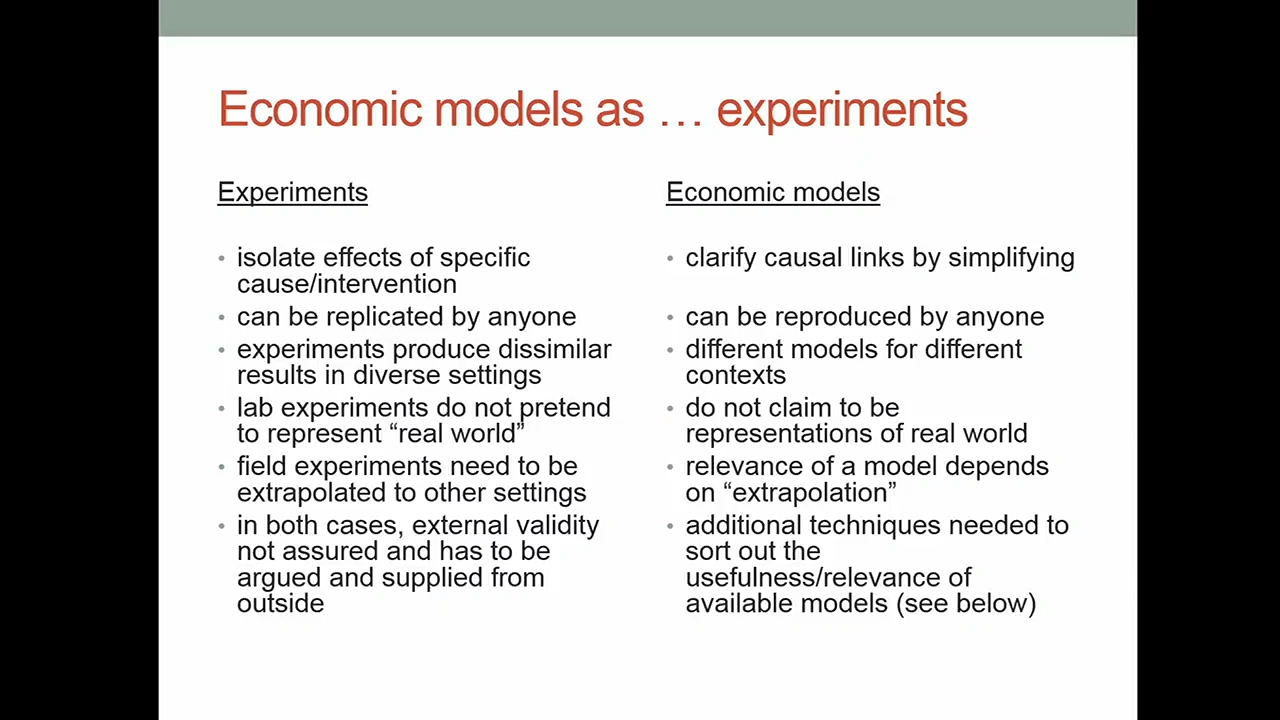 Economic models as … experiments
Experiments
• isolate effects of specific
cause/intervention
• can be replicated by anyone
• experiments produce dissimilar
results in diverse settings
• lab experiments do not pretend
to represent “real world”
• field experiments need to be
extrapolated to other settings
• in both cases, external validity
not assured and has to be
argued and supplied from
outside
Economic models
• clarify causal links by simplifying
• can be reproduced by anyone
• different models for different
contexts
• do not claim to be
representations of real world
• relevance of a model depends
on “extrapolation”
• additional techniques needed to
sort out the
usefulness/relevance of
available models (see below)